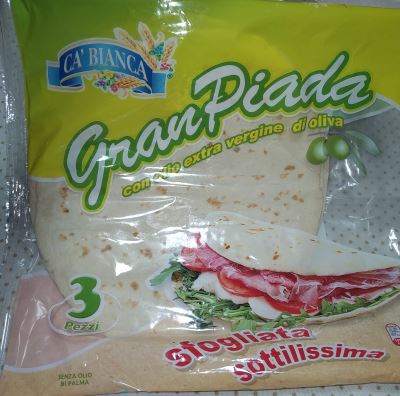 CA' BIANCA
GranPiada
con olio extra vergine di oliva
3
Pezzi
Sfogliata
Sottilissima
SENZA OLIO
DI PALMA